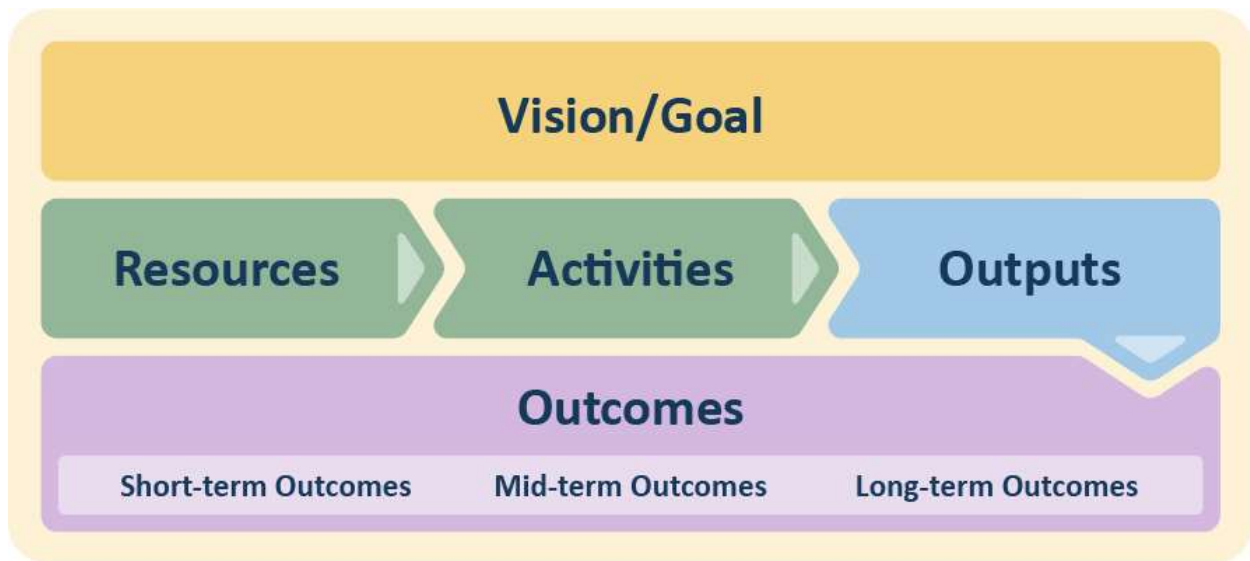 Vision/Goal
Resources
Activities
Outputs
Outcomes
Short-term Outcomes
Mid-term Outcomes
Long-term Outcomes